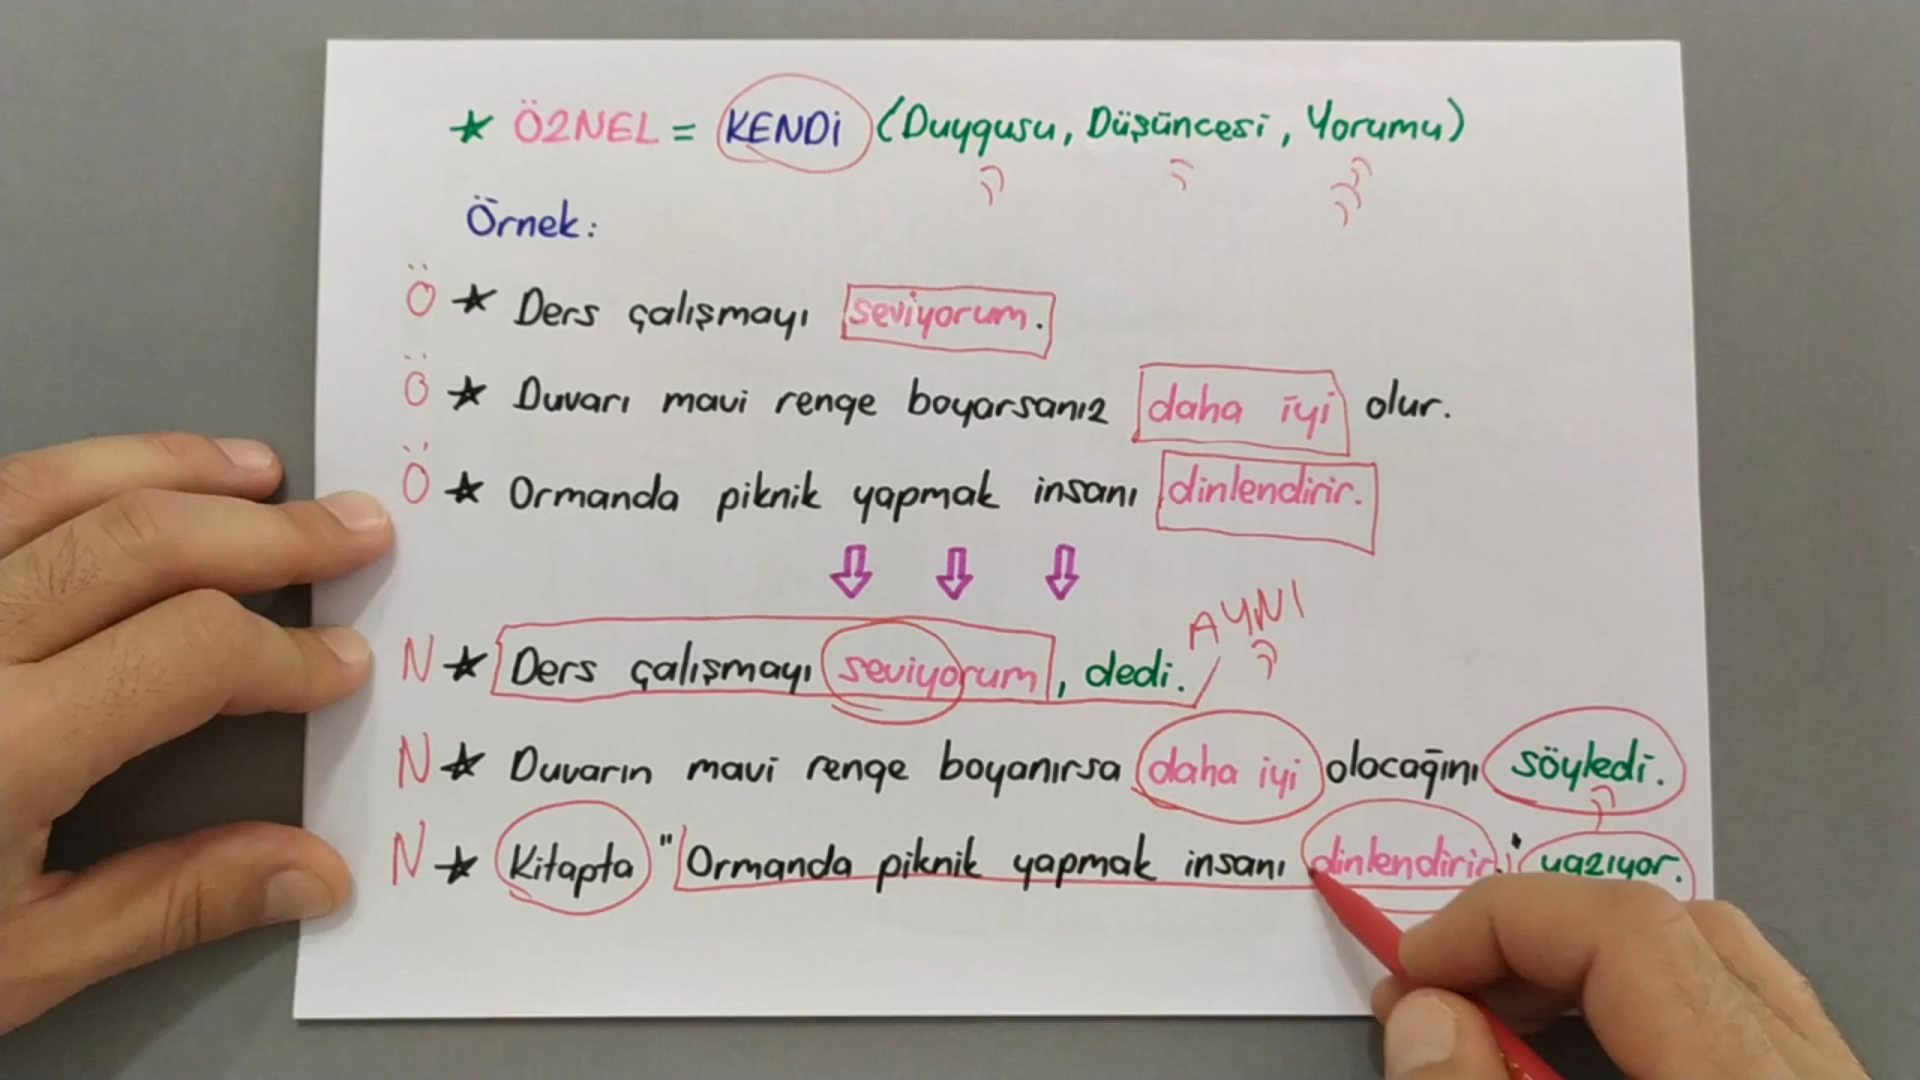 ★ ÖZNEL = KENDİ (Duygusu, Düşüncesi, Yorumu)
Örnek:
Ö ★ Ders çalışmayı seviyorum.
Ö ★ Duvarı mavi renge boyarsanız daha iyi olur.
Ö ★ Ormanda piknik yapmak insanı dinlendirir.
AYNI
N ★ Ders çalışmayı seviyorum, dedi.
N ★ Duvarın mavi renge boyanırsa daha iyi olacağını söyledi.
N ★ Kitapta "Ormanda piknik yapmak insanı dinlendirir." yazıyor.